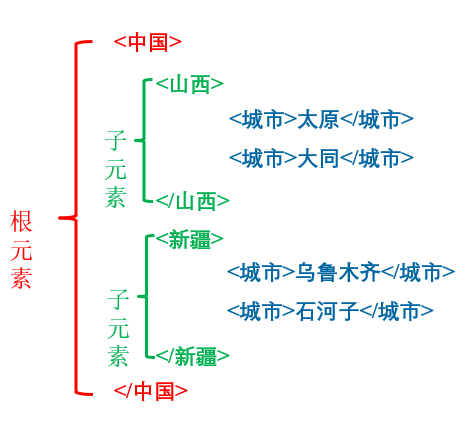 <中国>
<山西>
<城市>太原</城市>
<城市>大同</城市>
子元素
</山西>
根元素
<新疆>
<城市>乌鲁木齐</城市>
<城市>石河子</城市>
子元素
</新疆>
</中国>